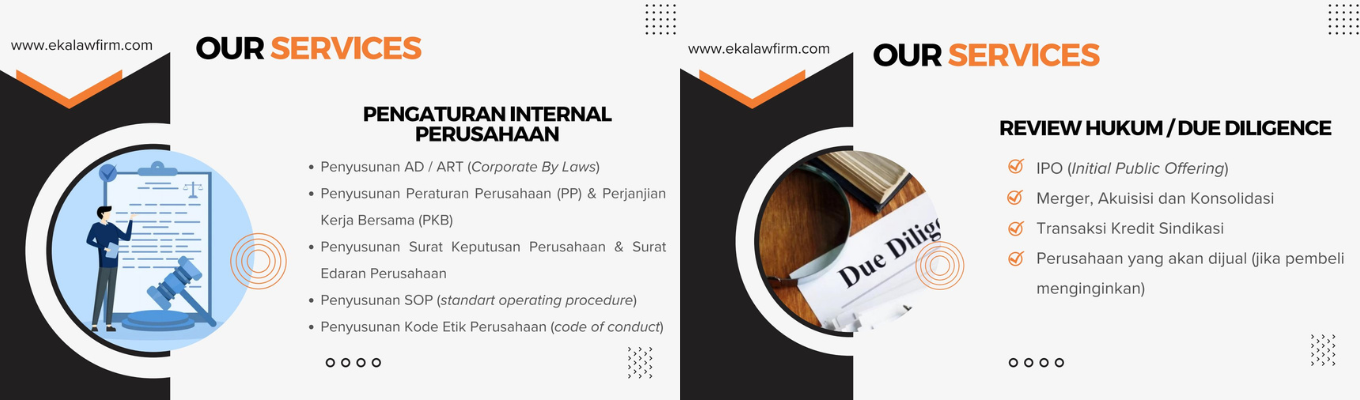 www.ekalawfirm.com
OUR SERVICES
PENGATURAN INTERNAL
PERUSAHAAN
• Penyusunan AD / ART (Corporate By Laws)
• Penyusunan Peraturan Perusahaan (PP) & Perjanjian
Kerja Bersama (PKB)
• Penyusunan Surat Keputusan Perusahaan & Surat
Edaran Perusahaan
• Penyusunan SOP (standart operating procedure)
• Penyusunan Kode Etik Perusahaan (code of conduct)
www.ekalawfirm.com
OUR SERVICES
REVIEW HUKUM / DUE DILIGENCE
IPO (Initial Public Offering)
Merger, Akuisisi dan Konsolidasi
Transaksi Kredit Sindikasi
Perusahaan yang akan dijual (jika pembeli
menginginkan)
Due Dilig